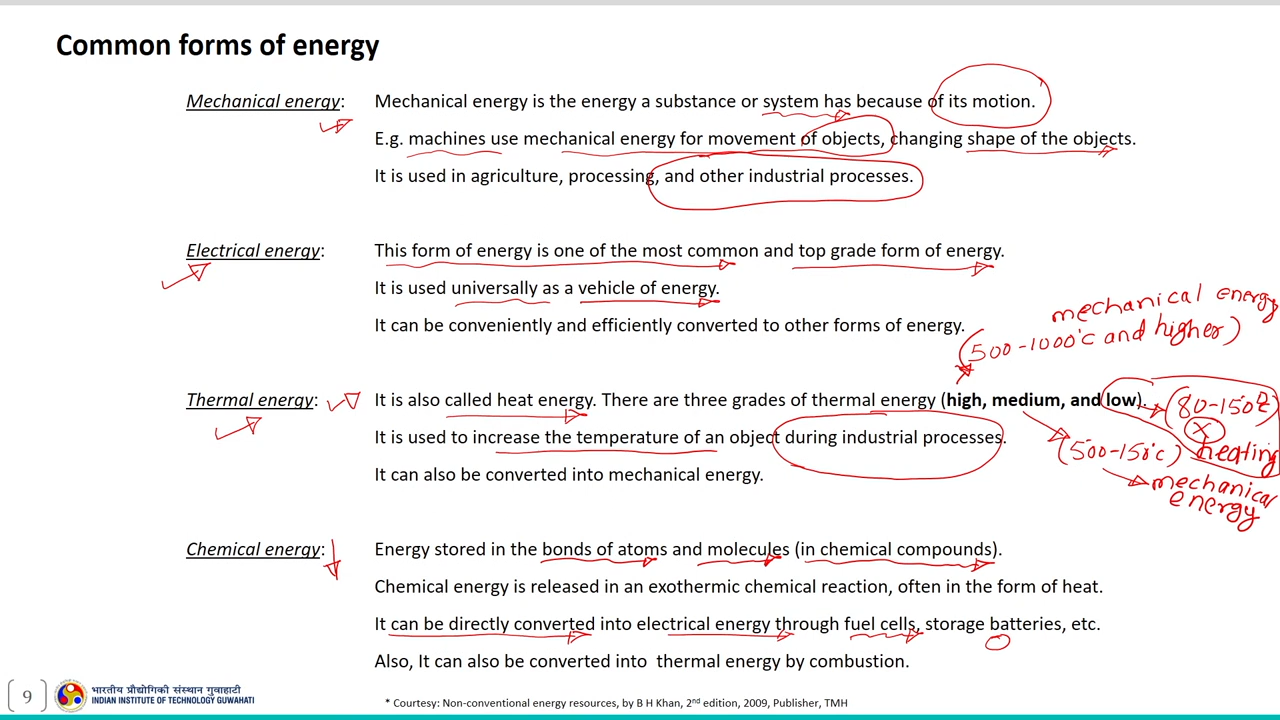 Common forms of energy
Mechanical energy: Mechanical energy is the energy a substance or system has because of its motion.
E.g. machines use mechanical energy for movement of objects, changing shape of the objects.
It is used in agriculture, processing, and other industrial processes.
Electrical energy: This form of energy is one of the most common and top grade form of energy.
It is used universally as a vehicle of energy.
It can be conveniently and efficiently converted to other forms of energy.
mechanical energy
(500-1000°C and higher)
Thermal energy: It is also called heat energy. There are three grades of thermal energy (high, medium, and low).
(80-150°C)
It is used to increase the temperature of an object during industrial processes.
(500-150°C)
heating
It can also be converted into mechanical energy.
mechanical
energy
Chemical energy: Energy stored in the bonds of atoms and molecules (in chemical compounds).
Chemical energy is released in an exothermic chemical reaction, often in the form of heat.
It can be directly converted into electrical energy through fuel cells, storage batteries, etc.
Also, It can also be converted into thermal energy by combustion.
9
भारतीय प्रौद्योगिकी संस्थान गुवाहाटी
INDIAN INSTITUTE OF TECHNOLOGY GUWAHATI
* Courtesy: Non-conventional energy resources, by B H Khan, 2nd edition, 2009, Publisher, TMH